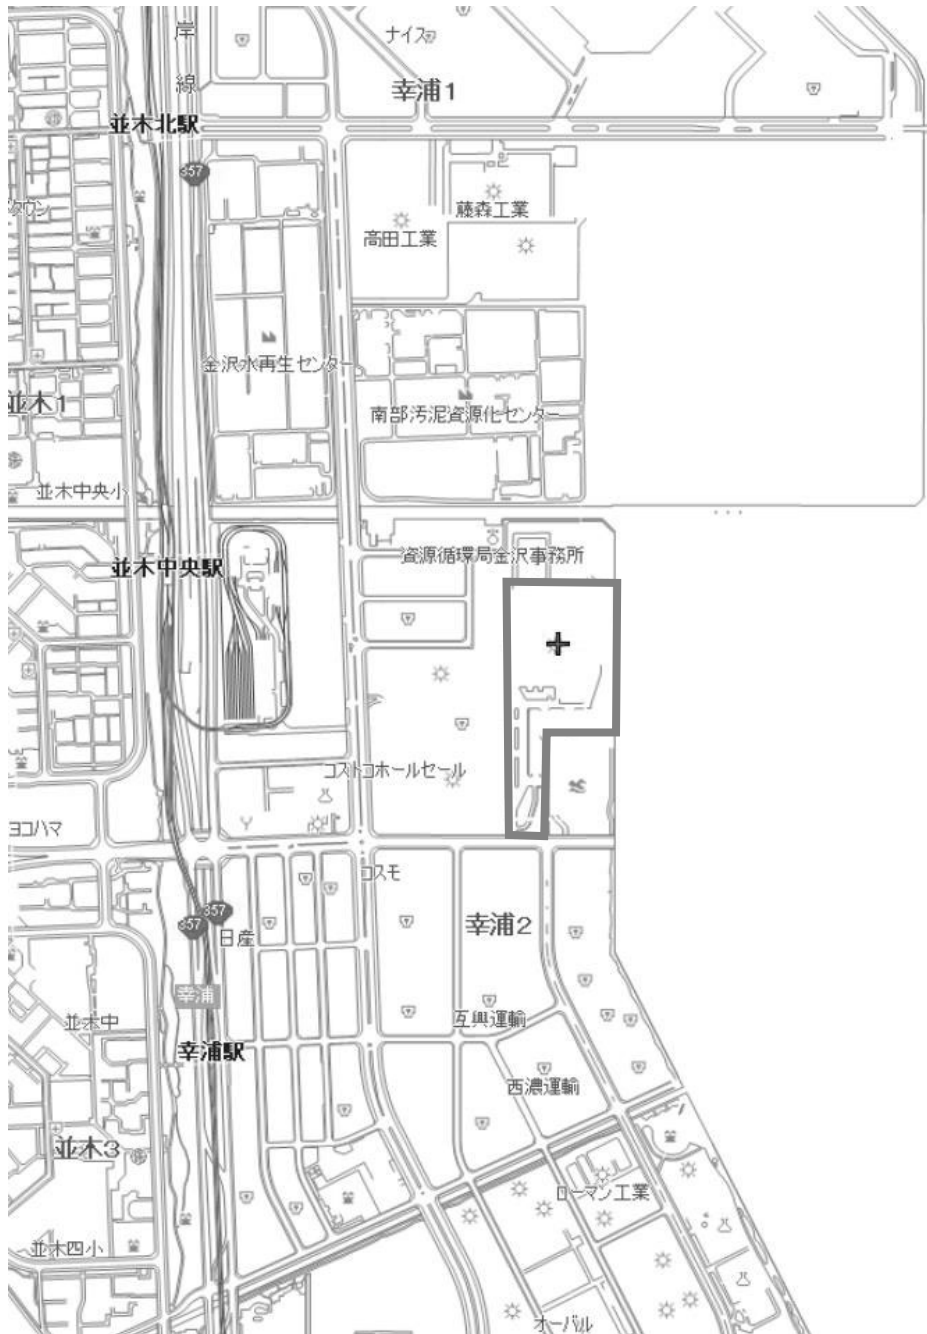 岸
線
ナイス
幸浦1
並木北駅
357
タウン
藤森工業
高田工業
金沢水再生センター
並木1
南部汚泥資源化センター
並木中央小
資源循環局金沢事務所
並木中央駅
コストコホールセール
ヨコハマ
コスモ
357
357
幸浦2
日産
幸浦
並木中
互興運輸
幸浦駅
西濃運輸
並木3
ローマン工業
並木四小
オーバル